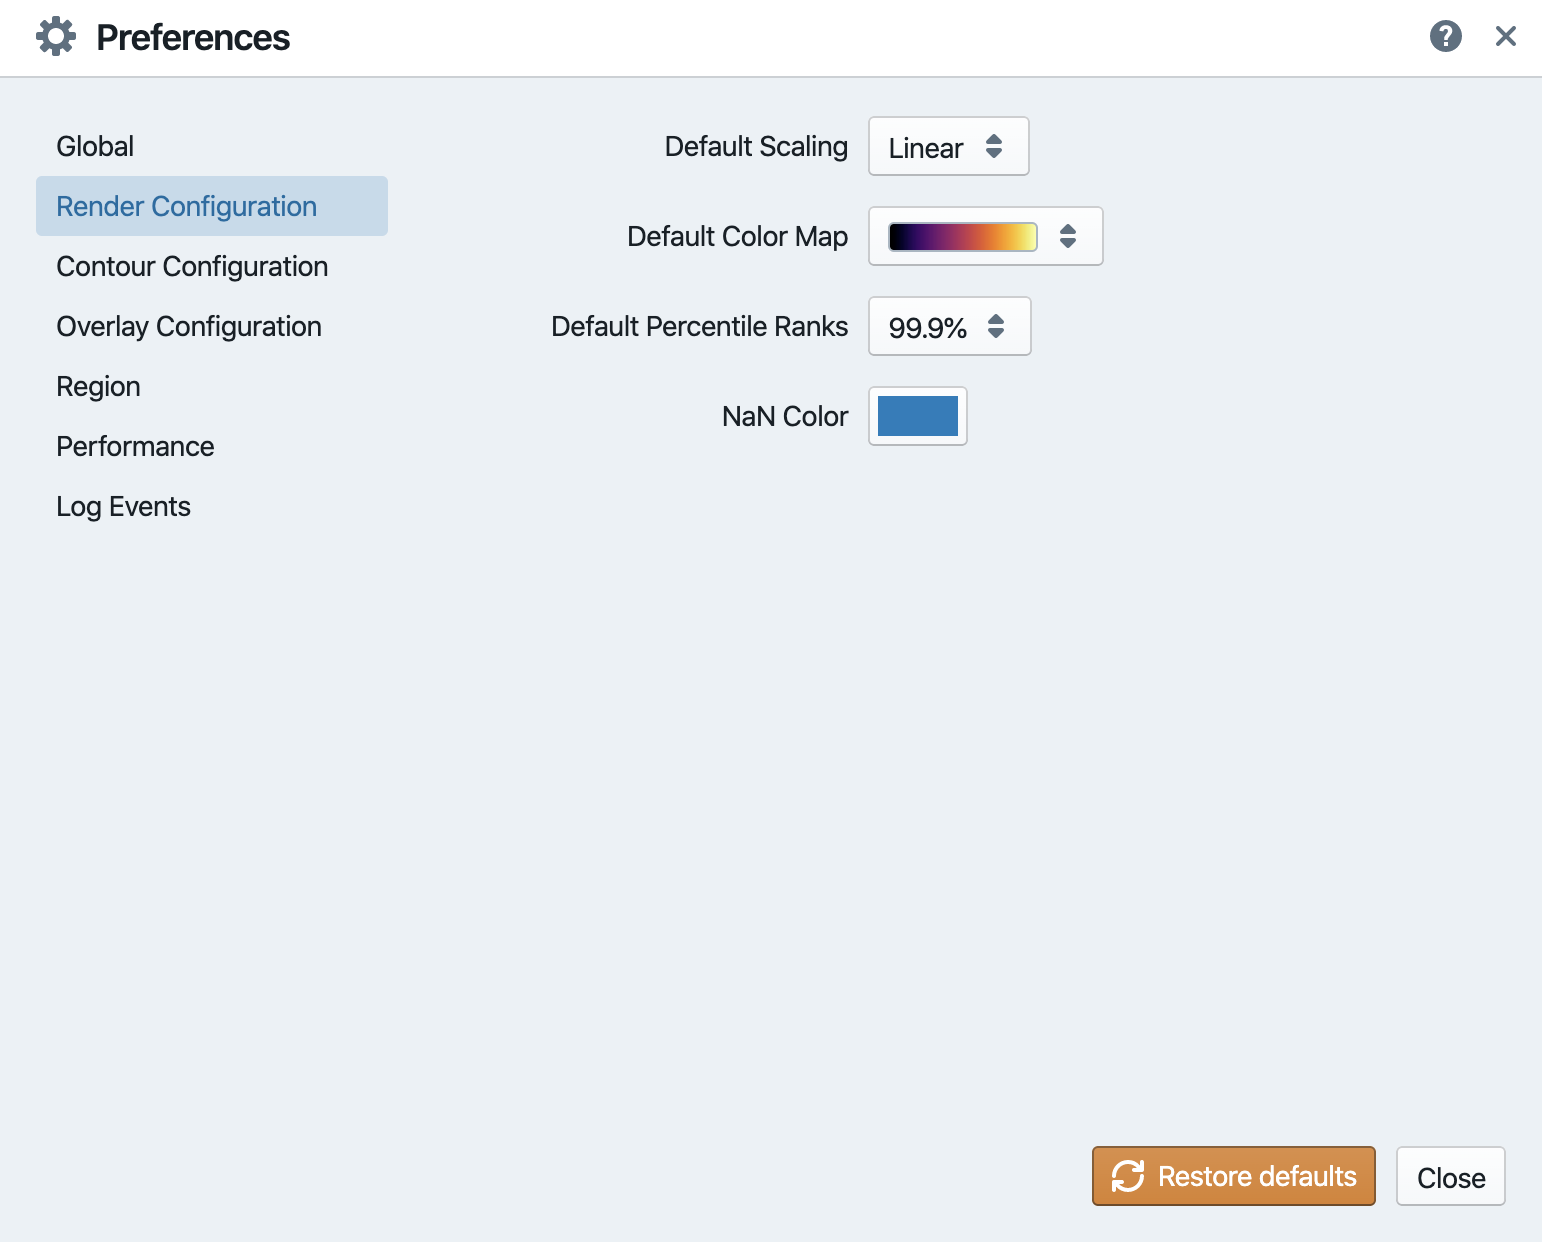 Preferences
Global
Render Configuration
Contour Configuration
Overlay Configuration
Region
Performance
Log Events
Default Scaling Linear
Default Color Map
Default Percentile Ranks 99.9%
NaN Color
Restore defaults Close